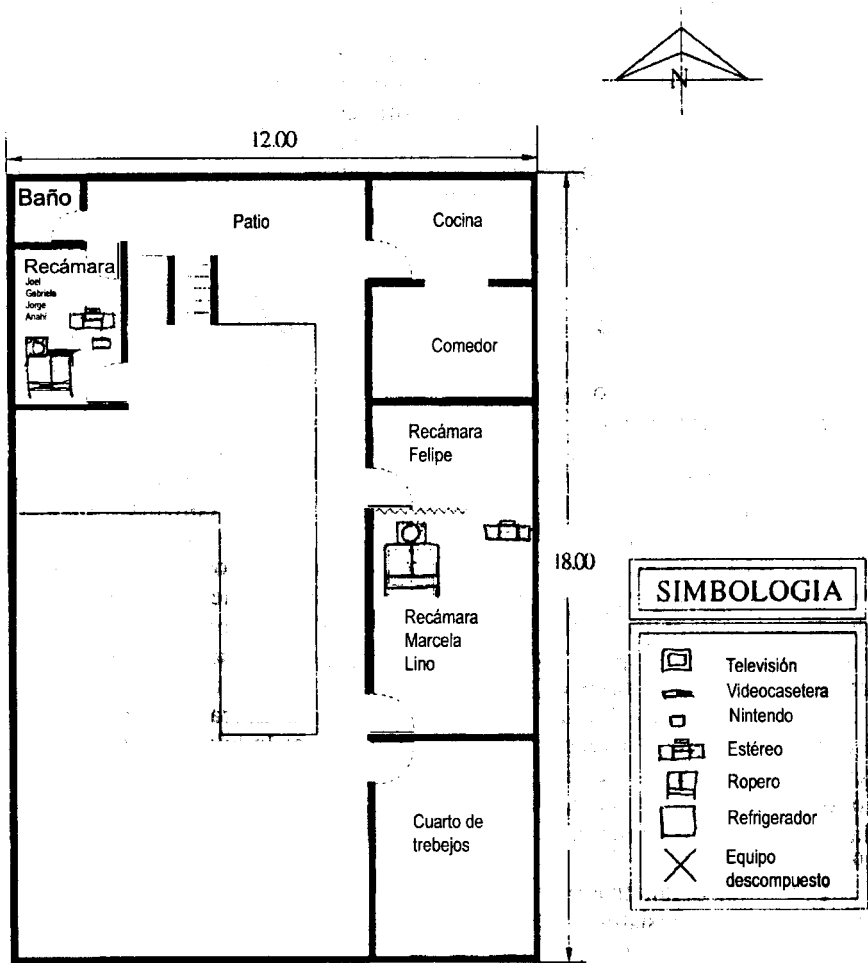 N
12.00
Baño
Patio
Cocina
Recámara
Joel
Gabriela
Jorge
Anahí
Comedor
Recámara
Felipe
18.00
Recámara
Marcela
Lino
Cuarto de
trebejos
SIMBOLOGIA
Televisión
Videocasetera
Nintendo
Estéreo
Ropero
Refrigerador
Equipo
descompuesto